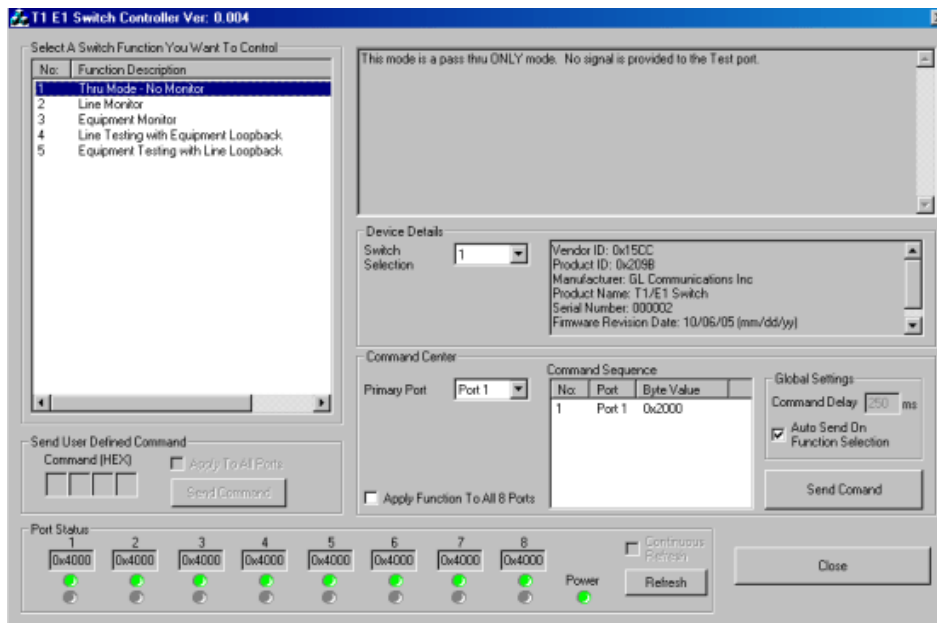 T1 E1 Switch Controller Ver: 0.004
Select A Switch Function You Want To Control
No: Function Description
1 Thru Mode - No Monitor
2 Line Monitor
3 Equipment Monitor
4 Line Testing with Equipment Loopback
5 Equipment Testing with Line Loopback
This mode is a pass thru ONLY mode. No signal is provided to the Test port.
Device Details
Switch Selection 1
Vendor ID: 0x15CC
Product ID: 0x209B
Manufacturer: GL Communications Inc
Product Name: T1/E1 Switch
Serial Number: 000002
Firmware Revision Date: 10/06/05 (mm/dd/yy)
Command Center
Primary Port Port 1
Command Sequence
No: Port Byte Value
1 Port 1 0x2000
Global Settings
Command Delay 250 ms
Auto Send On
Function Selection
Apply Function To All 8 Ports
Send Comand
Send User Defined Command
Command (HEX)
Apply To All Ports
Send Command
Port Status
1 2 3 4 5 6 7 8
0x4000 0x4000 0x4000 0x4000 0x4000 0x4000 0x4000 0x4000
Power
Continuous
Refresh
Refresh
Close